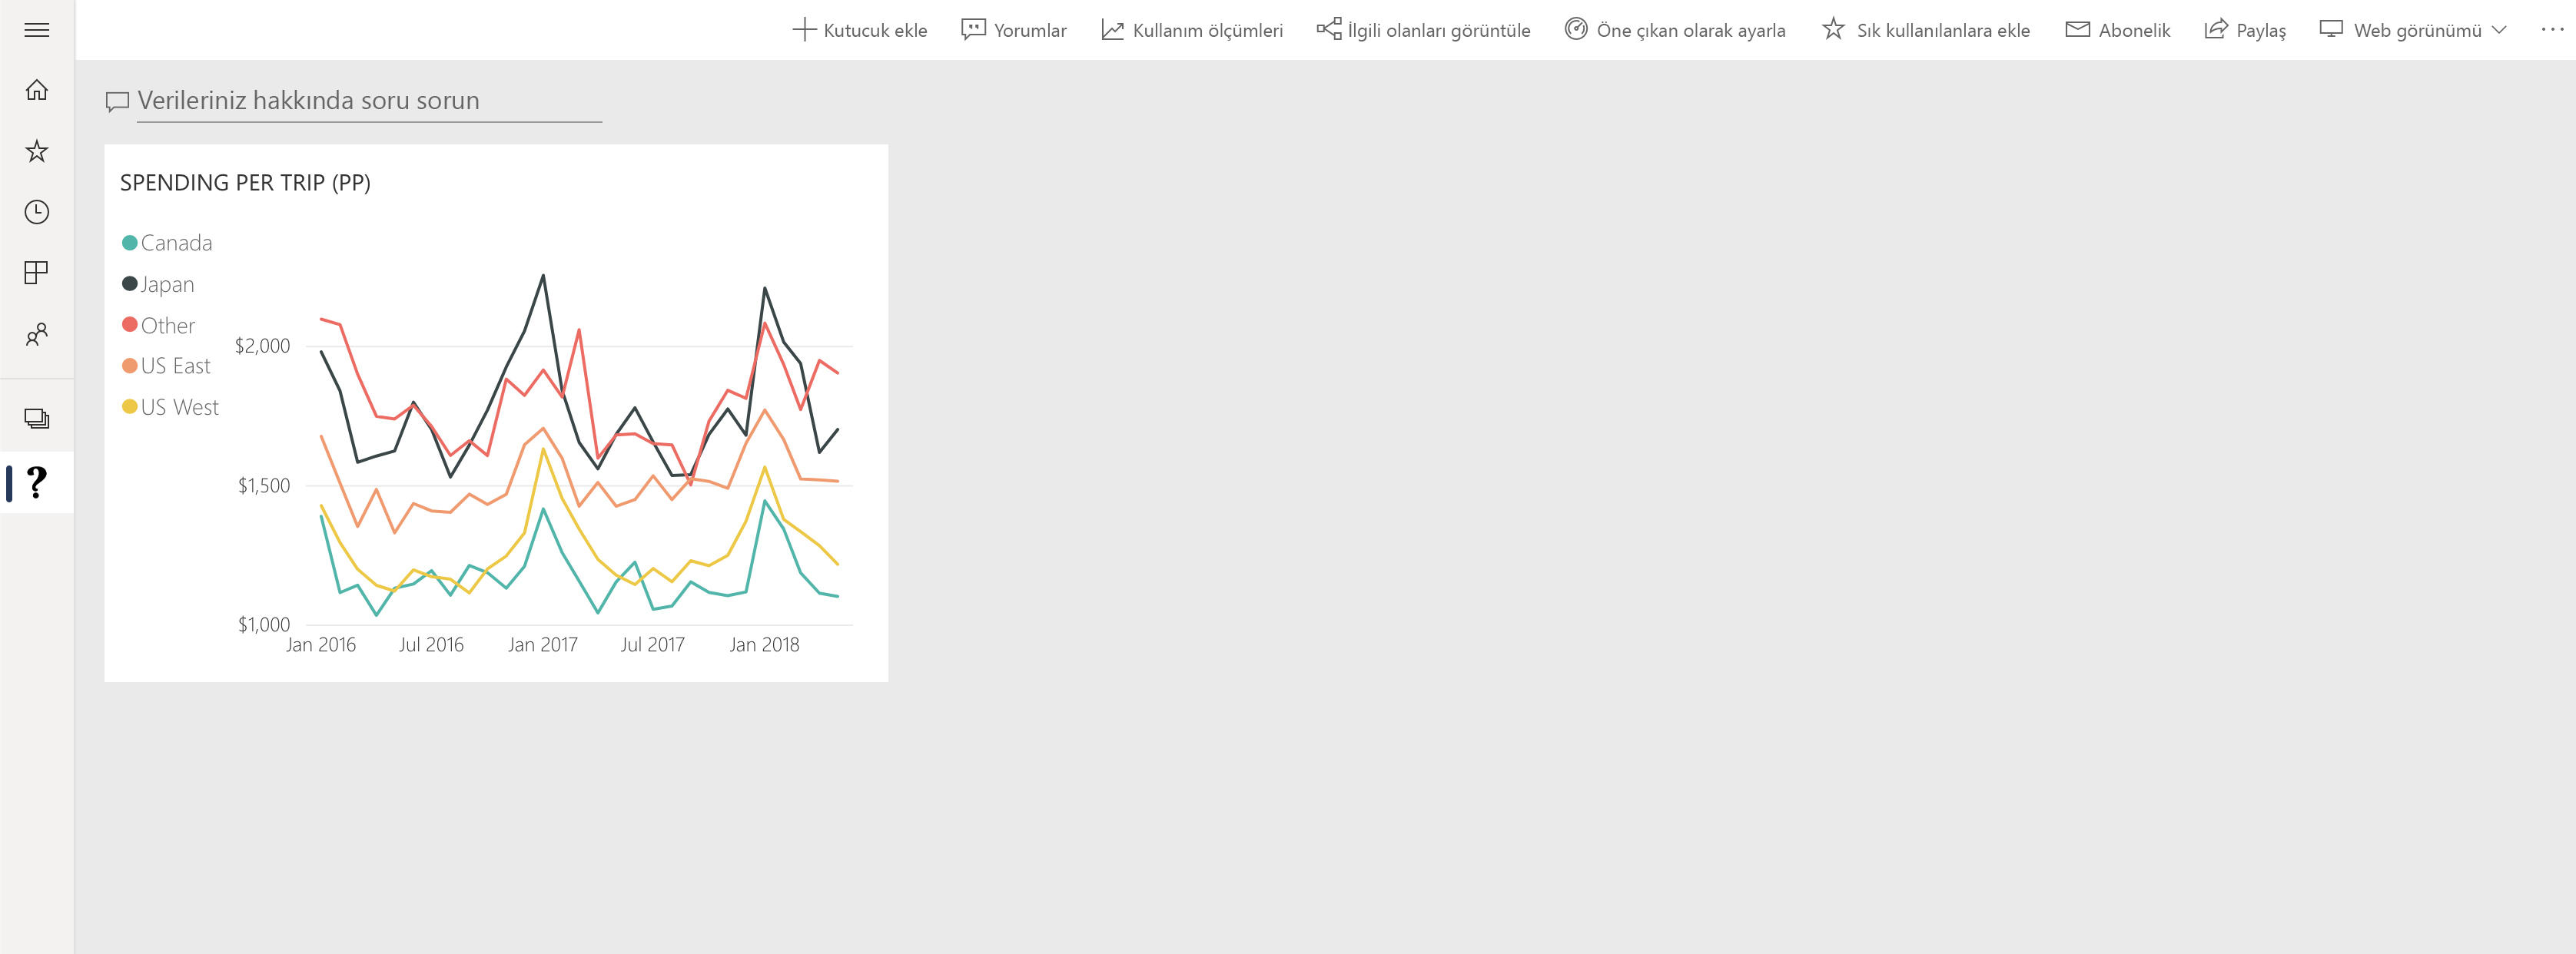 Kutucuk ekle Yorumlar Kullanım ölçümleri İlgili olanları görüntüle Öne çıkan olarak ayarla Sık kullanılanlara ekle Abonelik Paylaş Web görünümü ...
Verileriniz hakkında soru sorun
SPENDING PER TRIP (PP)
Canada
Japan
Other
US East
US West
$2,000
$1,500
$1,000
Jan 2016 Jul 2016 Jan 2017 Jul 2017 Jan 2018
?